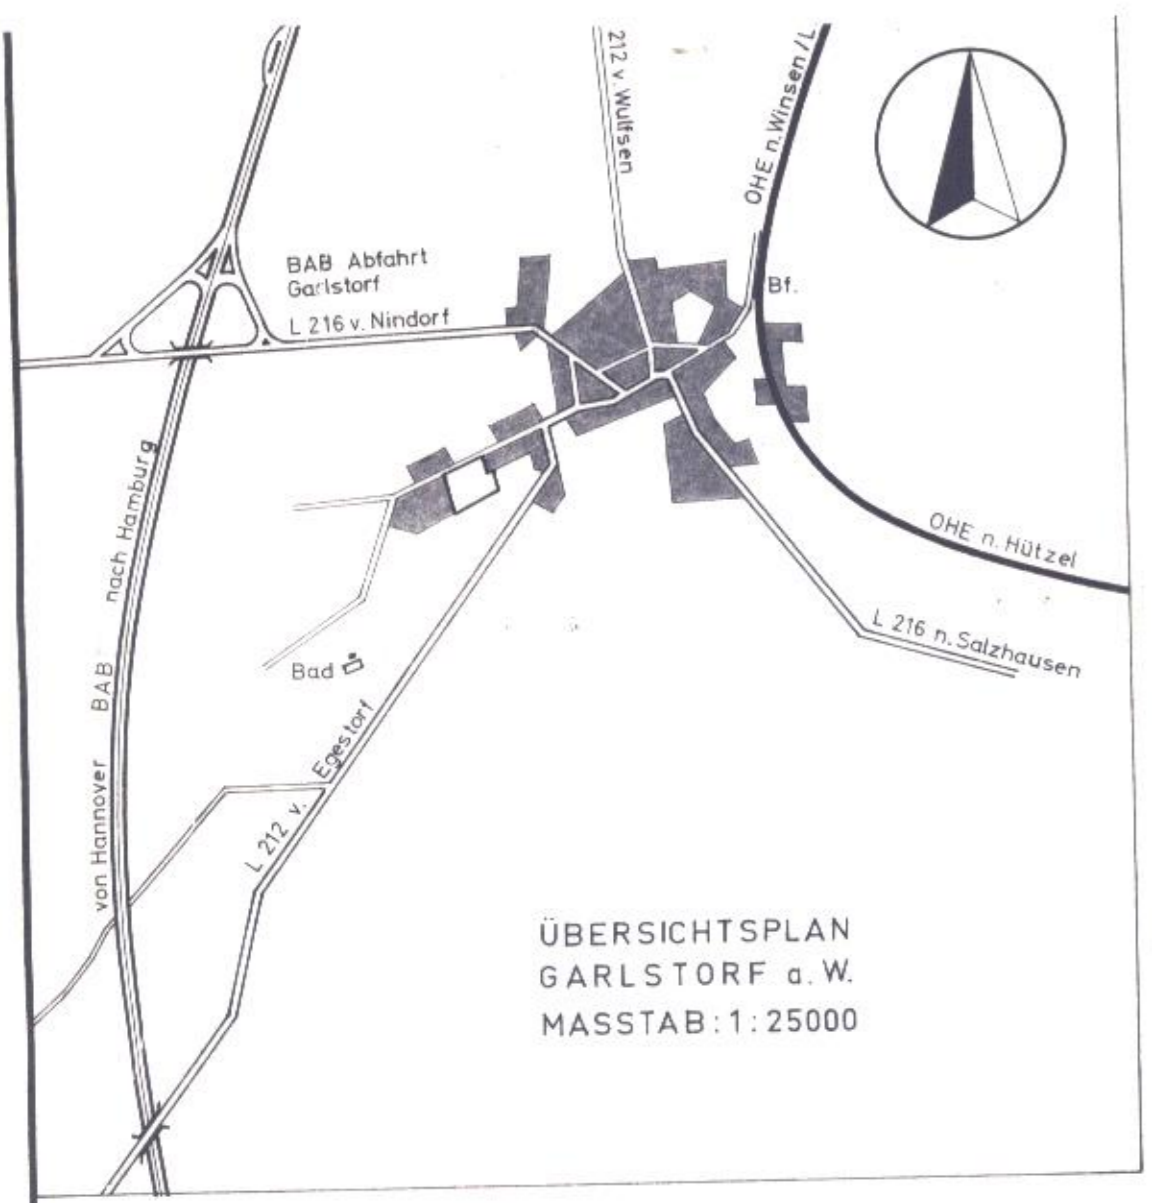 212 v. Wulfsen
OHE n. Winsen / L.
BAB Abfahrt
Garlstorf
L 216 v. Nindorf
Bf.
nach Hamburg
BAB
von Hannover
OHE n. Hützel
L 216 n. Salzhausen
Bad
L 212 v. Egestorf
ÜBERSICHTSPLAN
GARLSTORF a. W.
MASSTAB : 1 : 25000